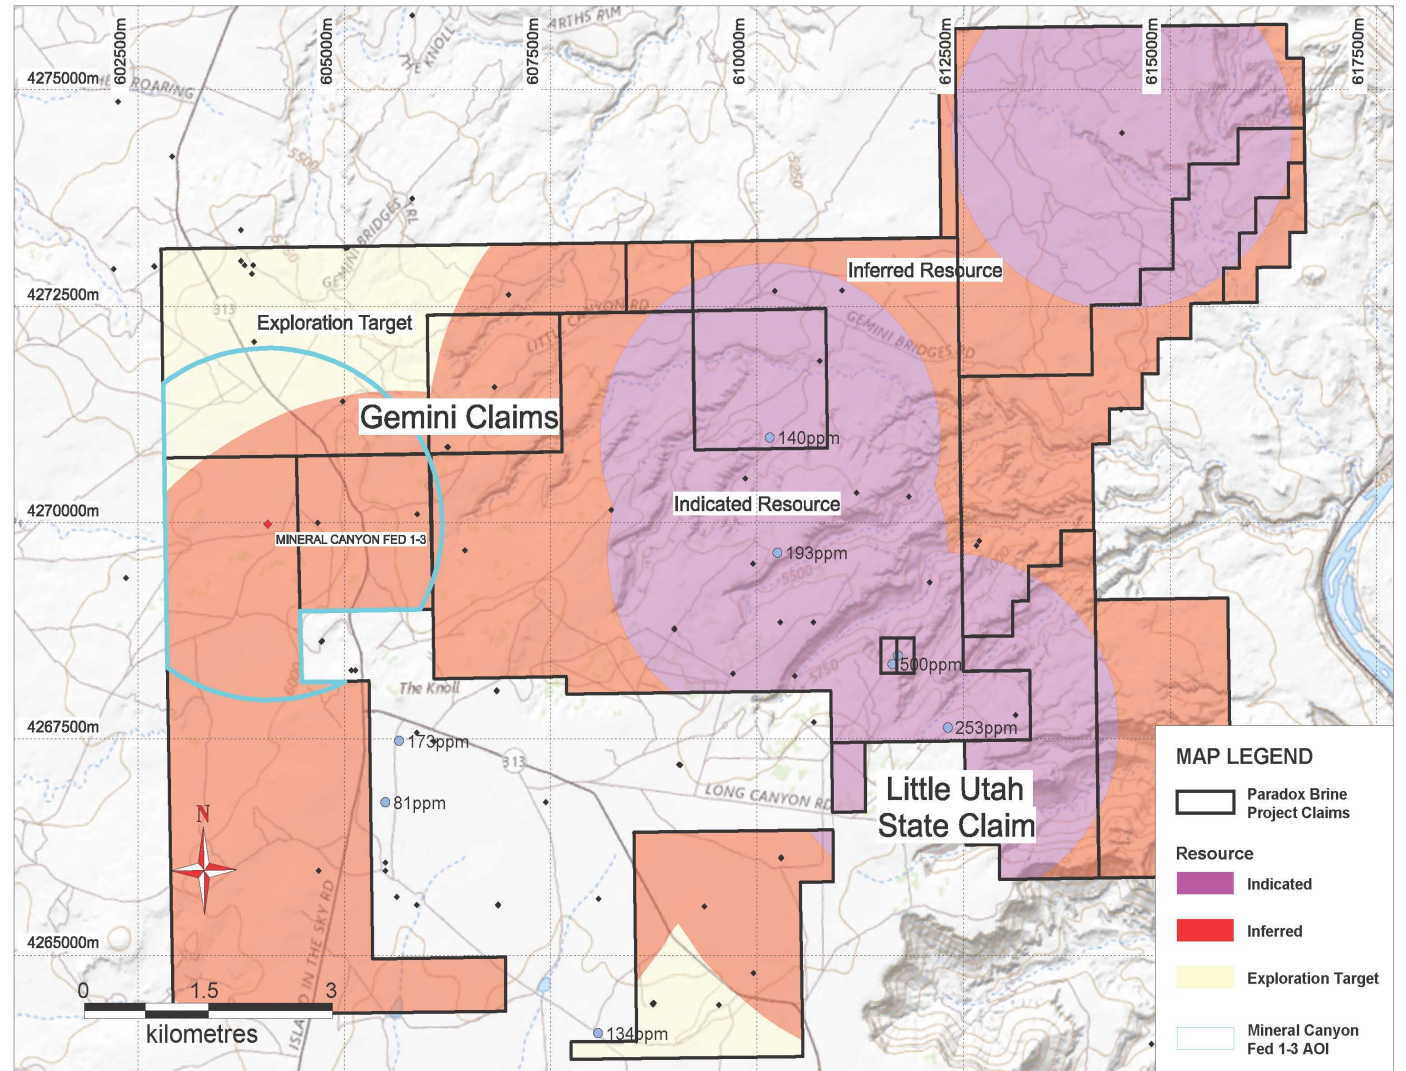 602500m
605000m
607500m
610000m
612500m
615000m
617500m
ARTHS RIM
THE KNOLL
4275000m
ROARING
5500
5250
GEMINI BRIDGES TRL
Inferred Resource
4272500m
313
Exploration Target
LITTLE CANYON RD
GEMINI BRIDGES RD
Gemini Claims
140ppm
Indicated Resource
4270000m
MINERAL CANYON FED 1-3
193ppm
5500
500ppm
5750
6000
The Knoll
253ppm
4267500m
173ppm
313
81ppm
LONG CANYON RD
Little Utah
State Claim
N
4265000m
0 1.5 3
kilometres
ISLAND IN THE SKY RD
134ppm
MAP LEGEND
Paradox Brine
Project Claims
Resource
Indicated
Inferred
Exploration Target
Mineral Canyon
Fed 1-3 AOI